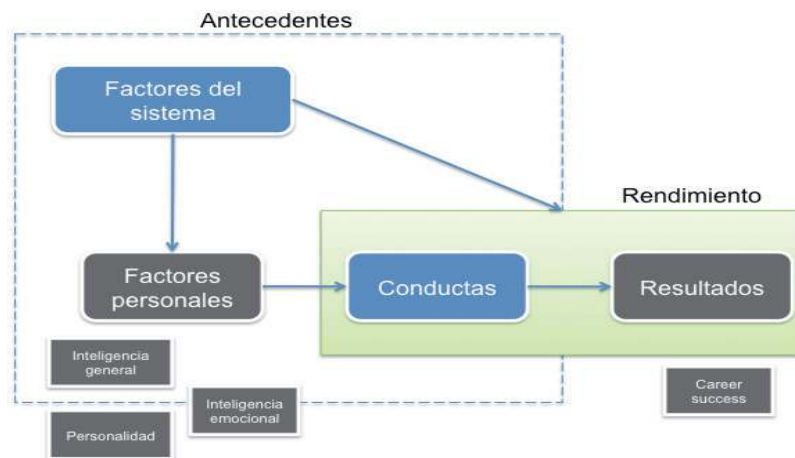 Antecedentes
Factores del
sistema
Rendimiento
Factores
personales
Conductas
Resultados
Inteligencia
general
Inteligencia
emocional
Personalidad
Career
success